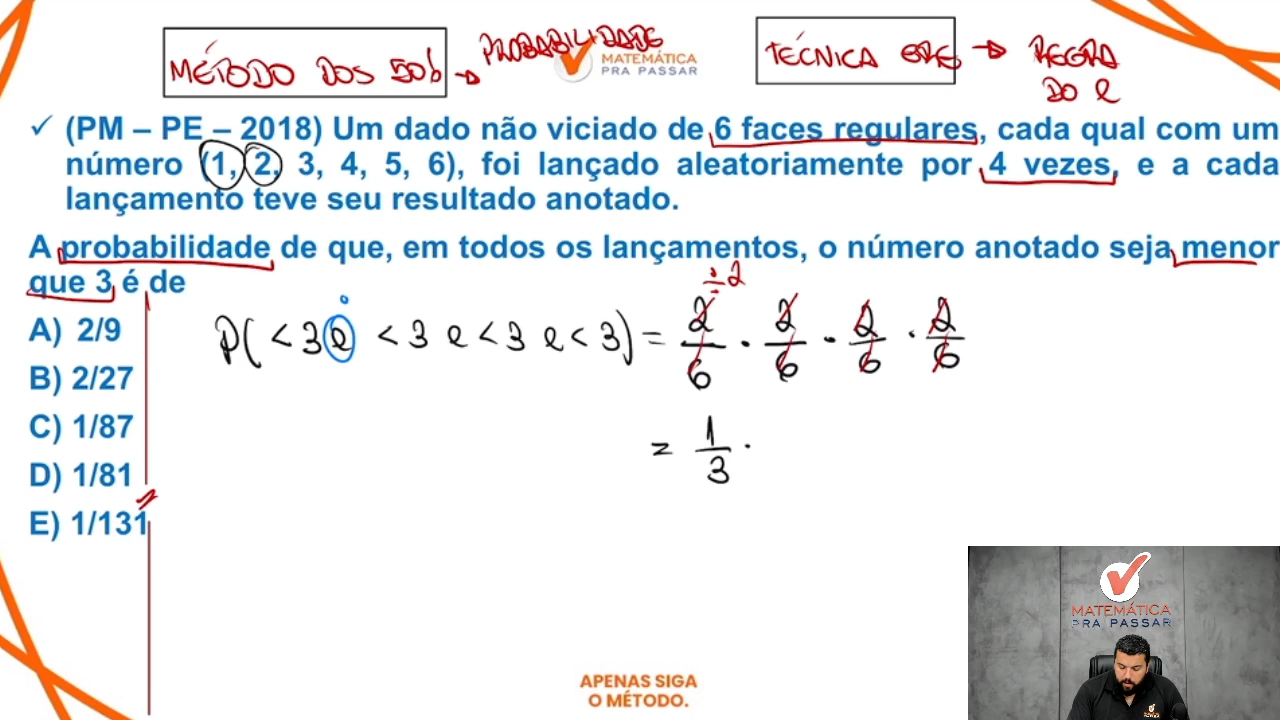 MÉTODO DOS 50% → PROBABILIDADE
MATEMÁTICA
PRA PASSAR
TÉCNICA → REGRA
DO E
✓ (PM – PE – 2018) Um dado não viciado de 6 faces regulares, cada qual com um
número (1, 2, 3, 4, 5, 6), foi lançado aleatoriamente por 4 vezes, e a cada
lançamento teve seu resultado anotado.
A probabilidade de que, em todos os lançamentos, o número anotado seja menor
que 3 é de
÷2
A) 2/9
P(<3 e <3 e <3 e <3) = 2/6 · 2/6 · 2/6 · 2/6
B) 2/27
C) 1/87
= 1/3 ·
D) 1/81
E) 1/131
MATEMÁTICA
PRA PASSAR
APENAS SIGA
O MÉTODO.